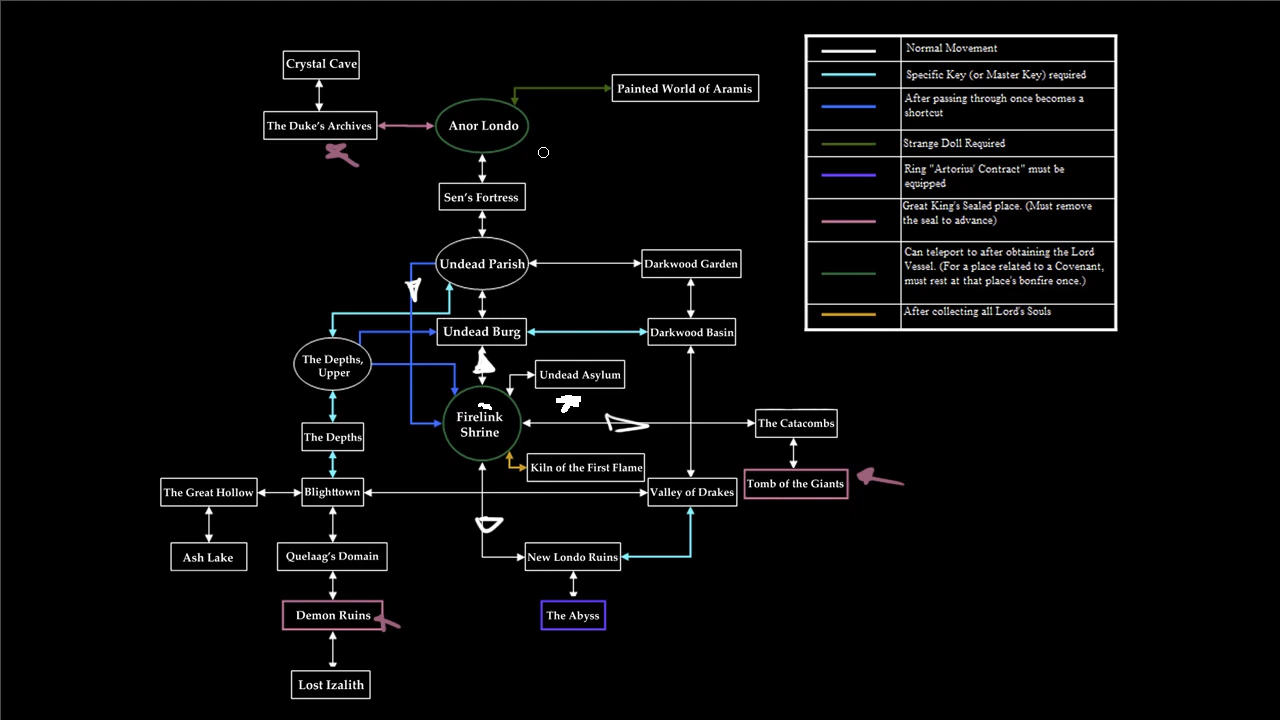 Crystal Cave
The Duke's Archives
Anor Londo
Painted World of Aramis
Sen's Fortress
Undead Parish
Darkwood Garden
Undead Burg
Darkwood Basin
The Depths,
Upper
Undead Asylum
Firelink
Shrine
The Catacombs
The Depths
Kiln of the First Flame
Tomb of the Giants
The Great Hollow
Blighttown
Valley of Drakes
Ash Lake
Quelaag's Domain
New Londo Ruins
Demon Ruins
The Abyss
Lost Izalith
Normal Movement
Specific Key (or Master Key) required
After passing through once becomes a
shortcut
Strange Doll Required
Ring "Artorius' Contract" must be
equipped
Great King's Sealed place. (Must remove
the seal to advance)
Can teleport to after obtaining the Lord
Vessel. (For a place related to a Covenant,
must rest at that place's bonfire once.)
After collecting all Lord's Souls